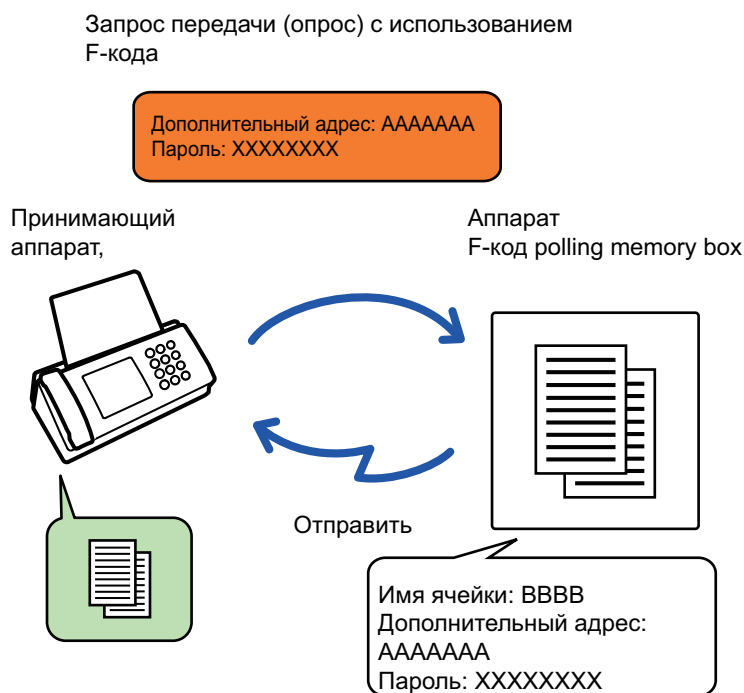 Запрос передачи (опрос) с использованием
F-кода
Дополнительный адрес: AAAAAAA
Пароль: XXXXXXXX
Принимающий
аппарат,
Аппарат
F-код polling memory box
Отправить
Имя ячейки: BBBB
Дополнительный адрес:
AAAAAAA
Пароль: XXXXXXXX